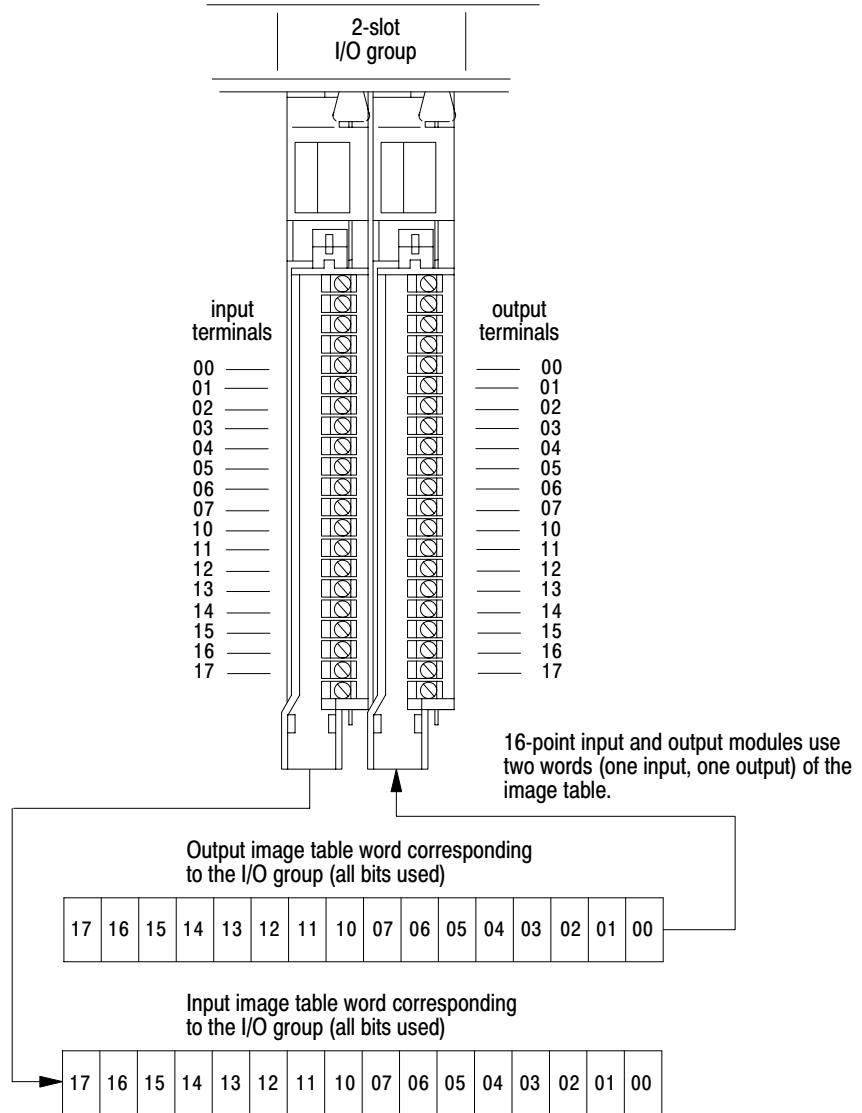 2-slot
I/O group
input
terminals
00
01
02
03
04
05
06
07
10
11
12
13
14
15
16
17
output
terminals
00
01
02
03
04
05
06
07
10
11
12
13
14
15
16
17
16-point input and output modules use
two words (one input, one output) of the
image table.
Output image table word corresponding
to the I/O group (all bits used)
17 16 15 14 13 12 11 10 07 06 05 04 03 02 01 00
Input image table word corresponding
to the I/O group (all bits used)
17 16 15 14 13 12 11 10 07 06 05 04 03 02 01 00